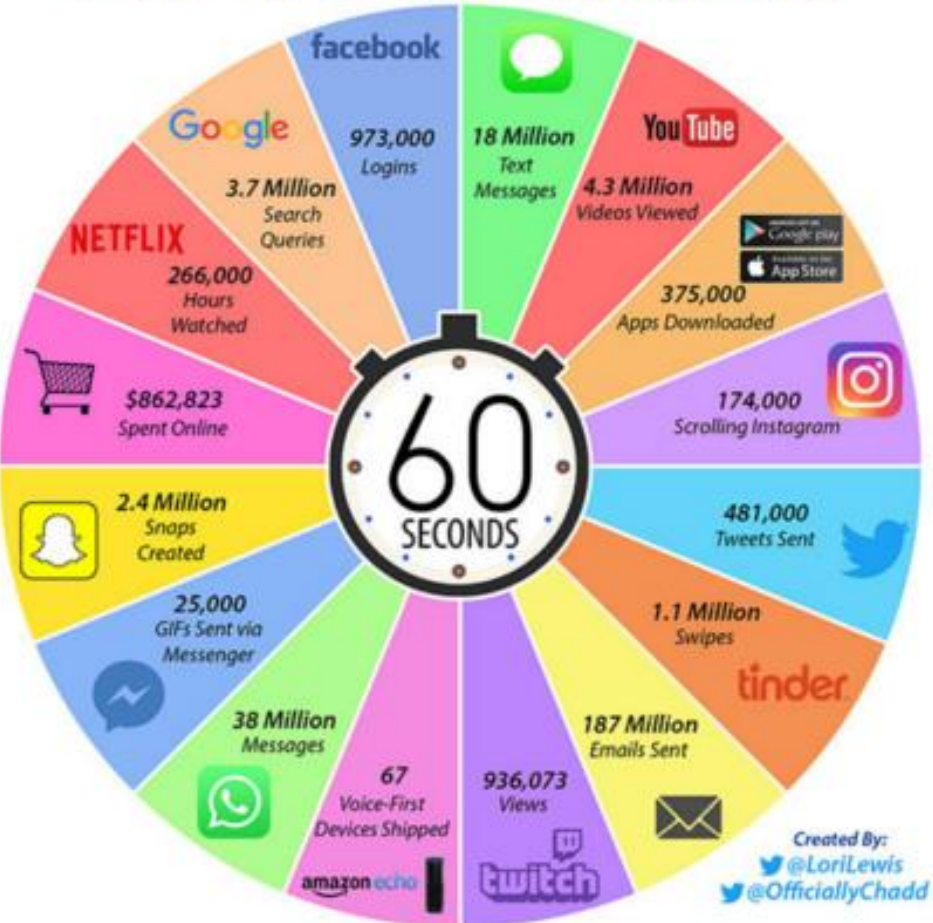 facebook
973,000
Logins
18 Million
Text
Messages
YouTube
4.3 Million
Videos Viewed
Google play
App Store
375,000
Apps Downloaded
174,000
Scrolling Instagram
481,000
Tweets Sent
1.1 Million
Swipes
tinder
187 Million
Emails Sent
936,073
Views
twitch
67
Voice-First
Devices Shipped
amazon echo
38 Million
Messages
25,000
GIFs Sent via
Messenger
2.4 Million
Snaps
Created
$862,823
Spent Online
NETFLIX
266,000
Hours
Watched
Google
3.7 Million
Search
Queries
60
SECONDS
Created By:
@LoriLewis
@OfficiallyChadd